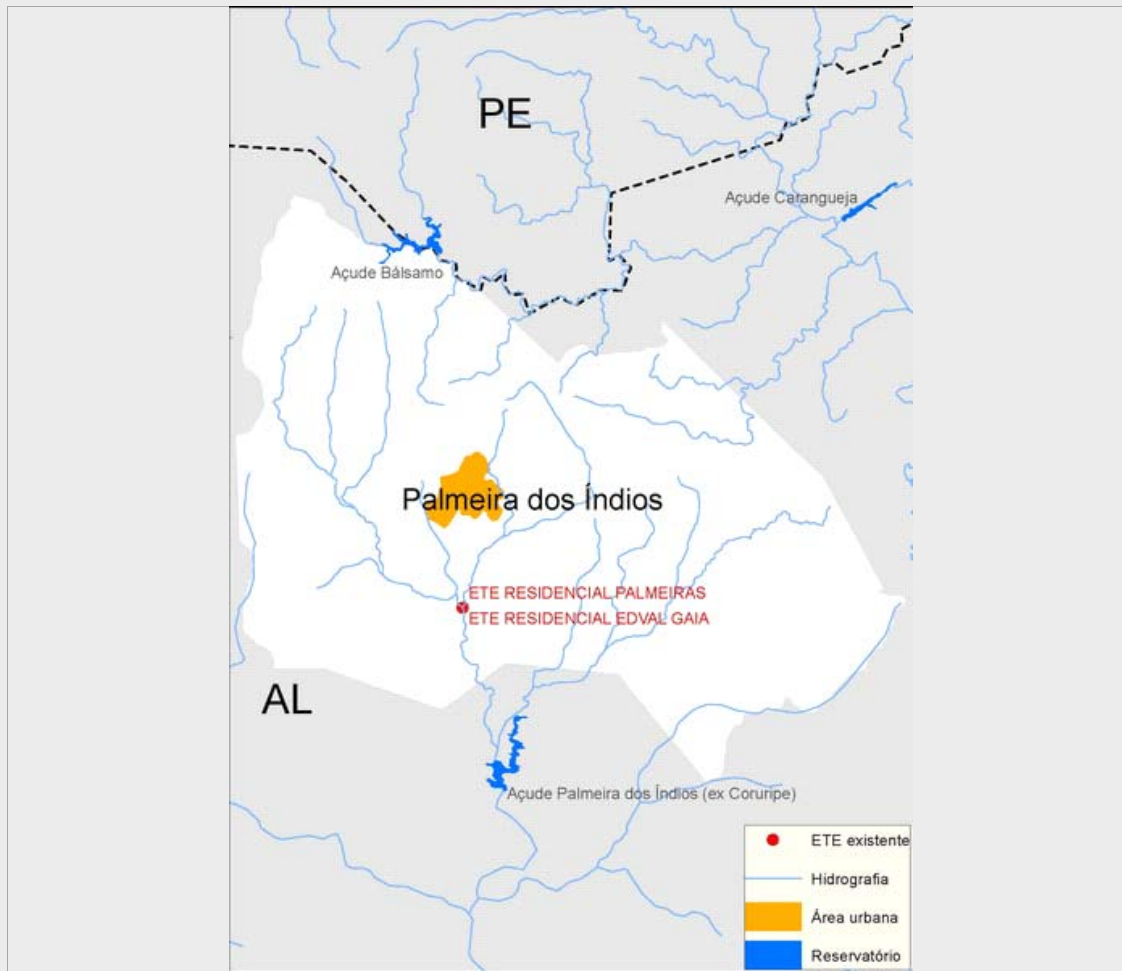 PE
Açude Carangueja
Açude Bálsamo
Palmeira dos Índios
ETE RESIDENCIAL PALMEIRAS
ETE RESIDENCIAL EDVAL GAIA
AL
Açude Palmeira dos Índios (ex Coruripe)
ETE existente
Hidrografia
Área urbana
Reservatório